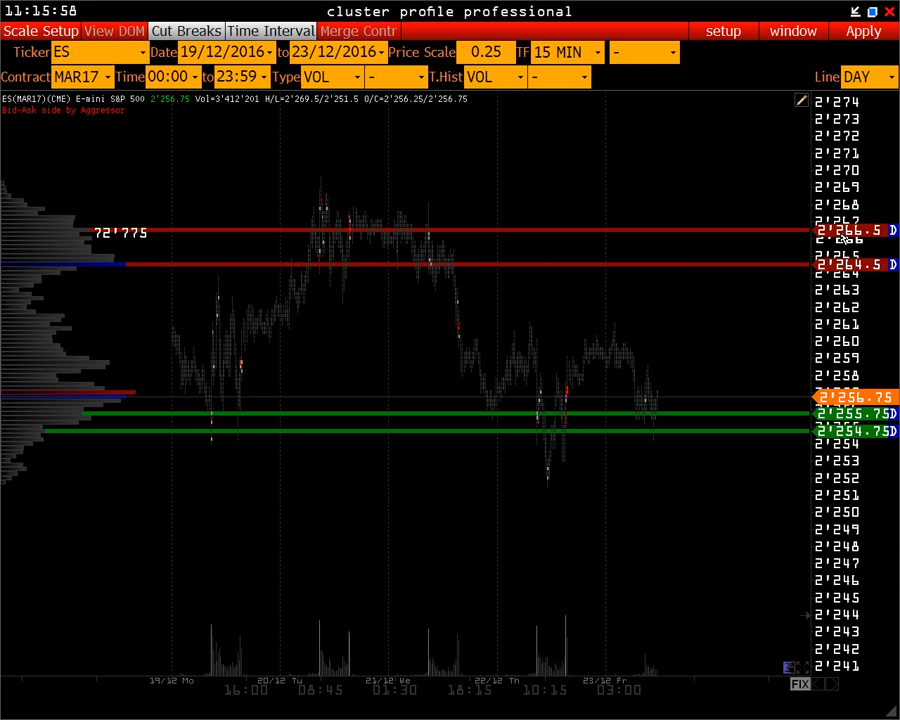 11:15:58 cluster profile professional
Scale Setup View DOM Cut Breaks Time Interval Merge Contr setup window Apply
Ticker ES Date 19/12/2016 to 23/12/2016 Price Scale 0.25 TF 15 MIN -
Contract MAR17 Time 00:00 to 23:59 Type VOL - T.Hist VOL - Line DAY
ES(MAR17)(CME) E-mini S&P 500 2'256.75 Vol=3'412'201 H/L=2'269.5/2'251.5 O/C=2'256.25/2'256.75
Bid-Ask side by Aggressor
2'274
2'273
2'272
2'271
2'270
2'269
2'268
2'267
72'775
2'266.5 D
2'264.5 D
2'264
2'263
2'262
2'261
2'260
2'259
2'258
2'256.75
2'255.75 D
2'254.75 D
2'254
2'253
2'252
2'251
2'250
2'249
2'248
2'247
2'246
2'245
2'244
2'243
2'242
2'241
19/12 Mo 20/12 Tu 21/12 We 22/12 Th 23/12 Fr
16:00 08:45 01:30 18:15 10:15 03:00
FIX